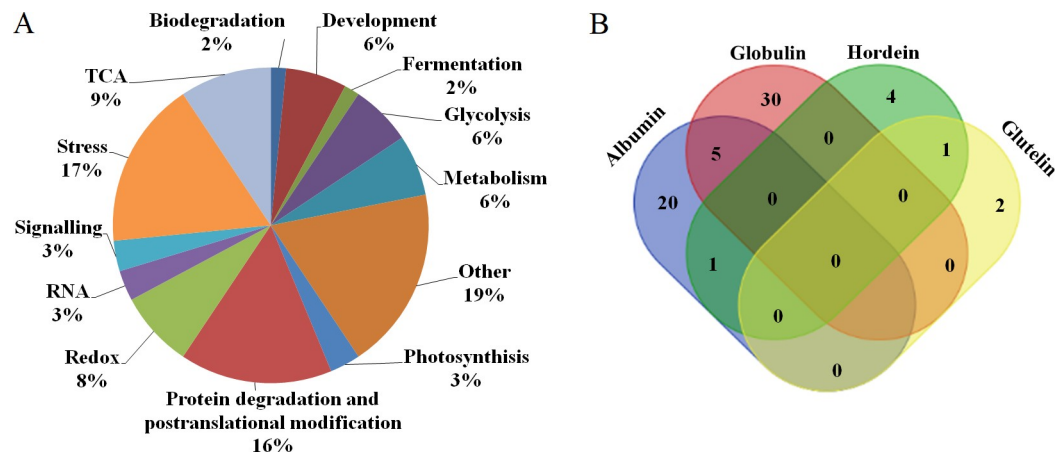 A
Biodegradation
2%
Development
6%
Fermentation
2%
Glycolysis
6%
Metabolism
6%
Other
19%
Photosynthisis
3%
Protein degradation and
postranslational modification
16%
Redox
8%
RNA
3%
Signalling
3%
Stress
17%
TCA
9%
B
Globulin
Hordein
Albumin
Glutelin
30
4
0
5
1
20
0
0
2
1
0
0
0
0